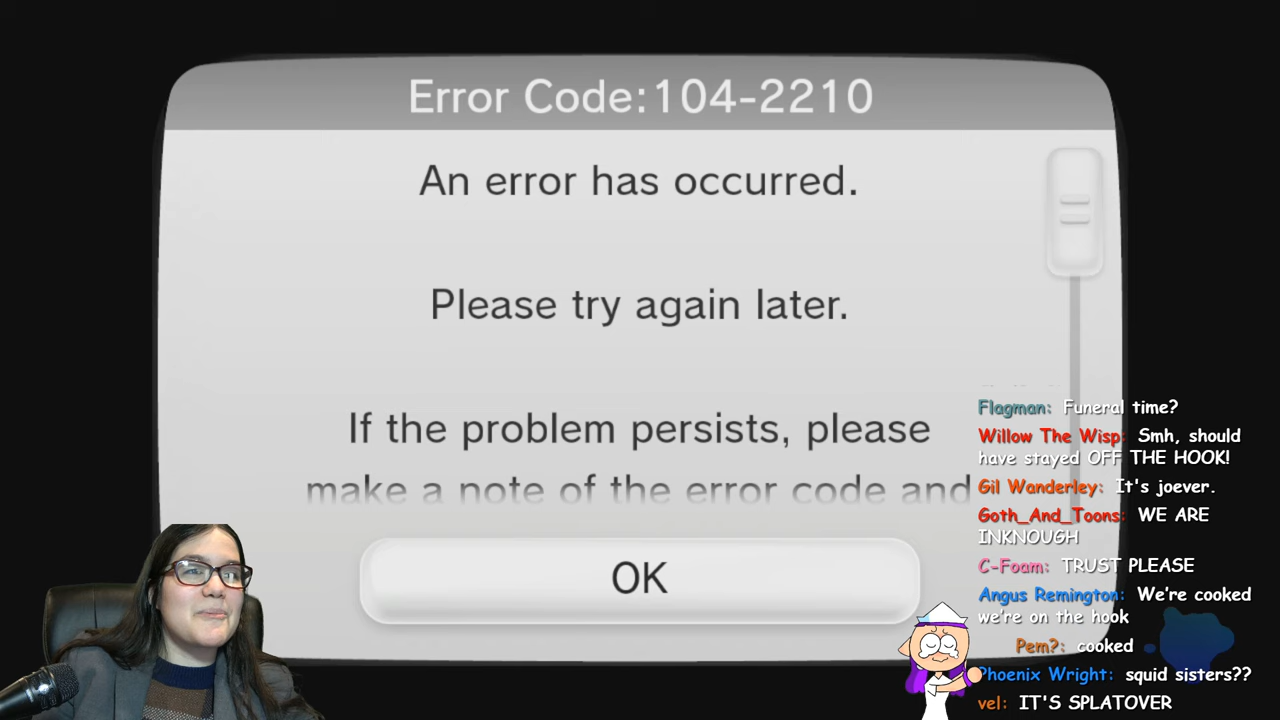 Error Code:104-2210
An error has occurred.
Please try again later.
If the problem persists, please
make a note of the error code and
OK
Flagman: Funeral time?
Willow The Wisp: Smh, should
have stayed OFF THE HOOK!
Gil Wanderley: It's joever.
Goth_And_Toons: WE ARE
INKNOUGH
C-Foam: TRUST PLEASE
Angus Remington: We're cooked
we're on the hook
Pem?: cooked
Phoenix Wright: squid sisters??
vel: IT'S SPLATOVER